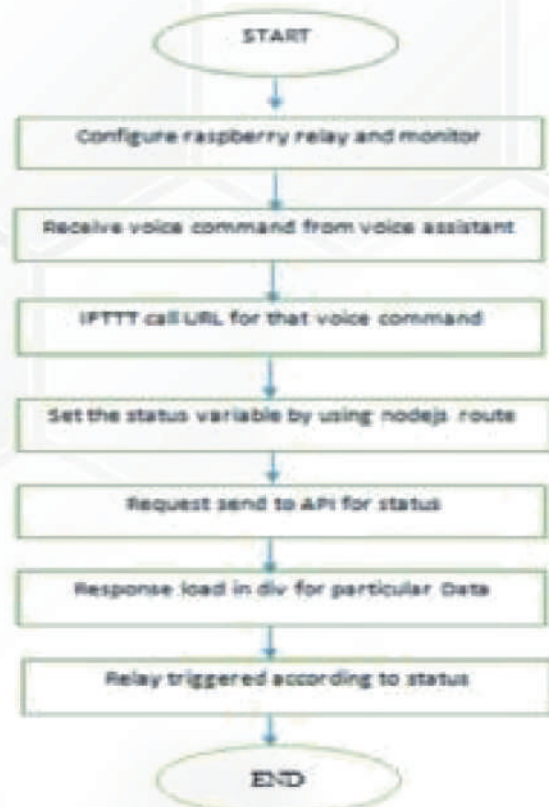 START
Configure raspberry relay and monitor
Receive voice command from voice assistant
IFTTT call URL for that voice command
Set the status variable by using nodejs route
Request send to API for status
Response load in div for particular Data
Relay triggered according to status
END